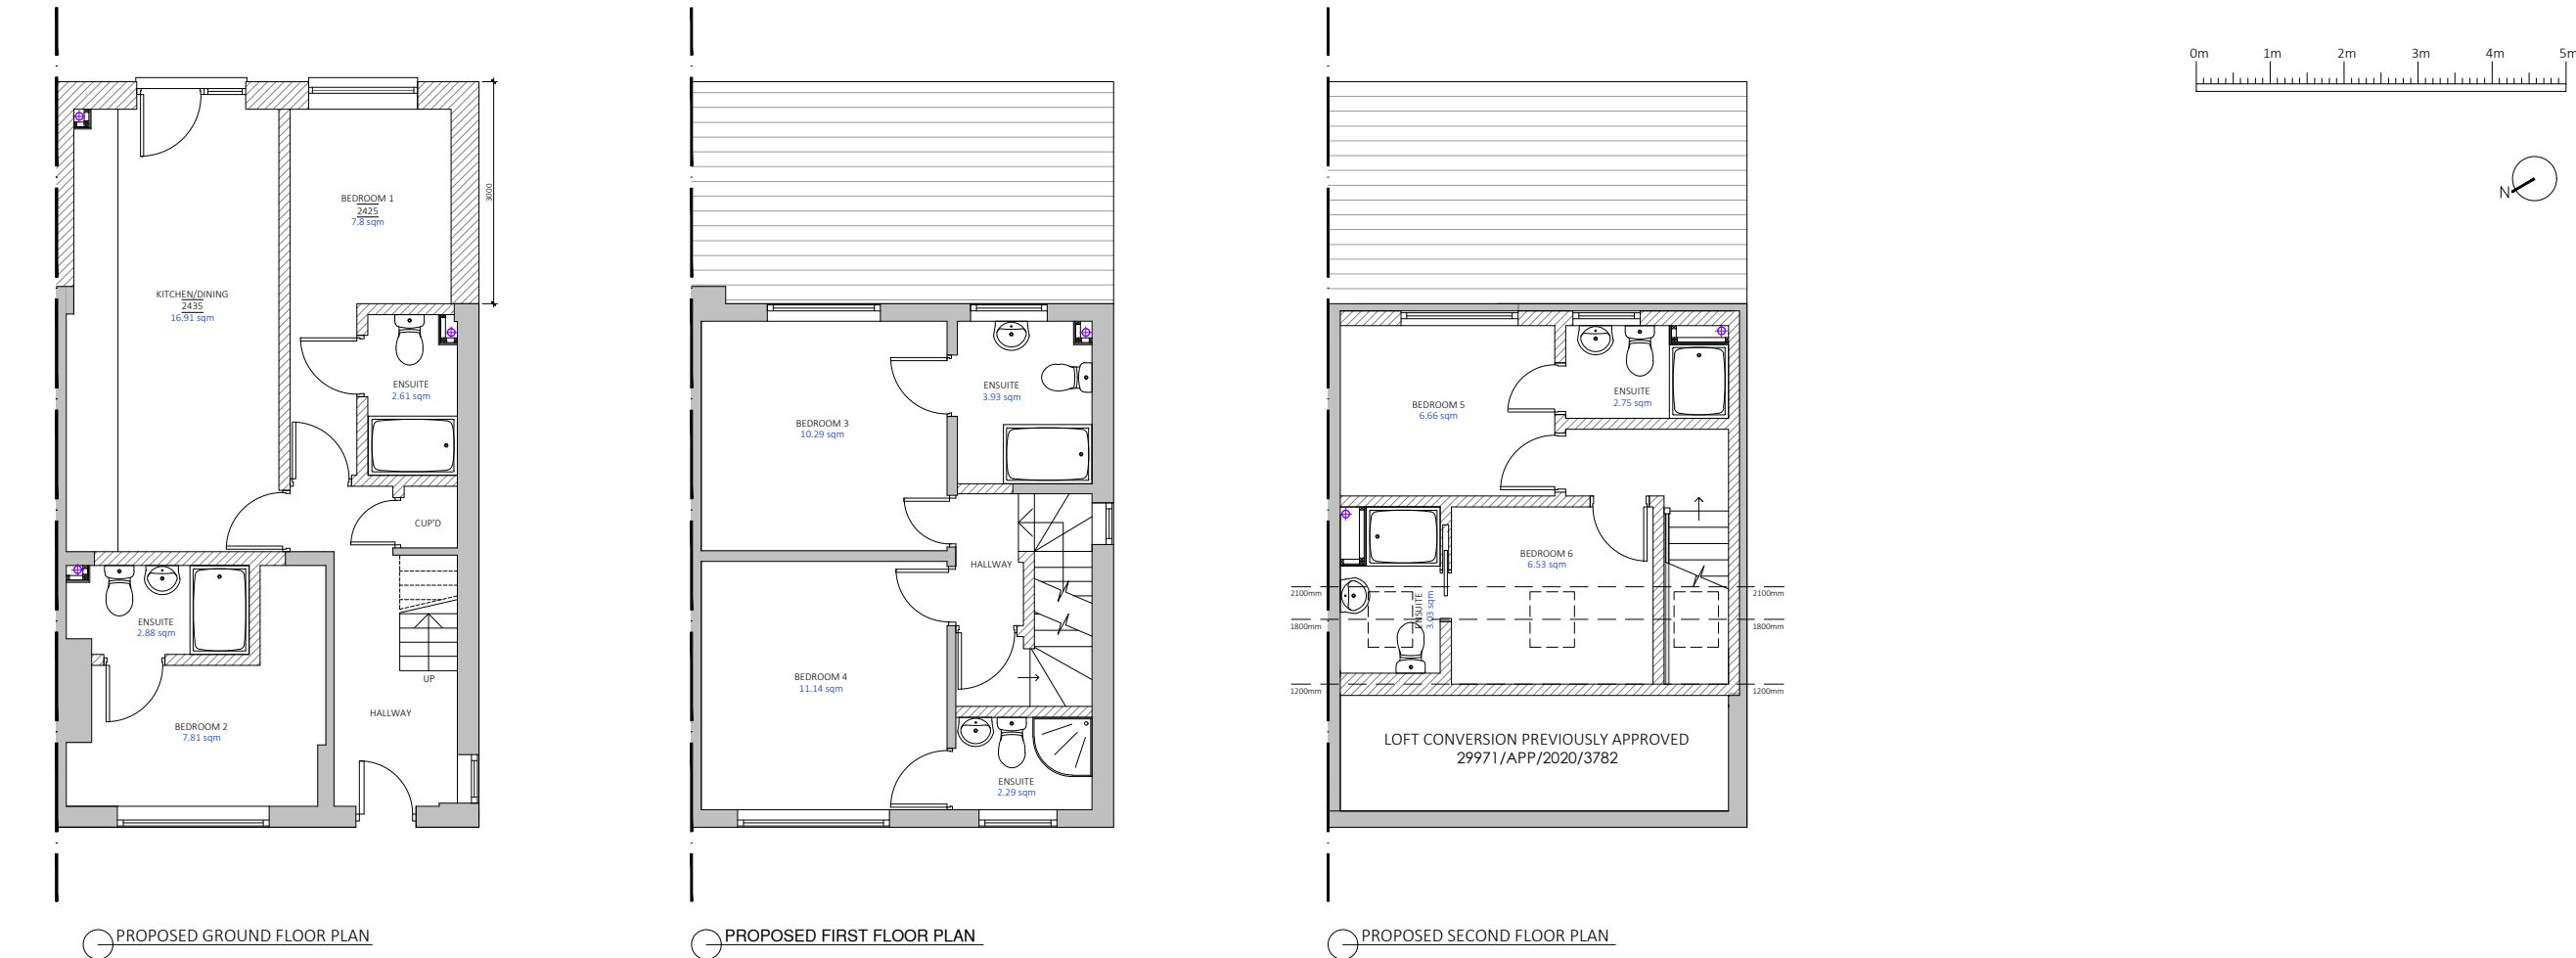 0m 1m 2m 3m 4m 5m
N
BEDROOM 1
2425
7.8 sqm
3000
KITCHEN/DINING
2435
16.91 sqm
ENSUITE
2.61 sqm
CUP'D
ENSUITE
2.88 sqm
UP
HALLWAY
BEDROOM 2
7.81 sqm
PROPOSED GROUND FLOOR PLAN
ENSUITE
3.93 sqm
BEDROOM 3
10.29 sqm
HALLWAY
BEDROOM 4
11.14 sqm
ENSUITE
2.29 sqm
PROPOSED FIRST FLOOR PLAN
BEDROOM 5
6.66 sqm
ENSUITE
2.75 sqm
BEDROOM 6
6.53 sqm
ENSUITE
3.03 sqm
2100mm 2100mm
1800mm 1800mm
1200mm 1200mm
LOFT CONVERSION PREVIOUSLY APPROVED
29971/APP/2020/3782
PROPOSED SECOND FLOOR PLAN